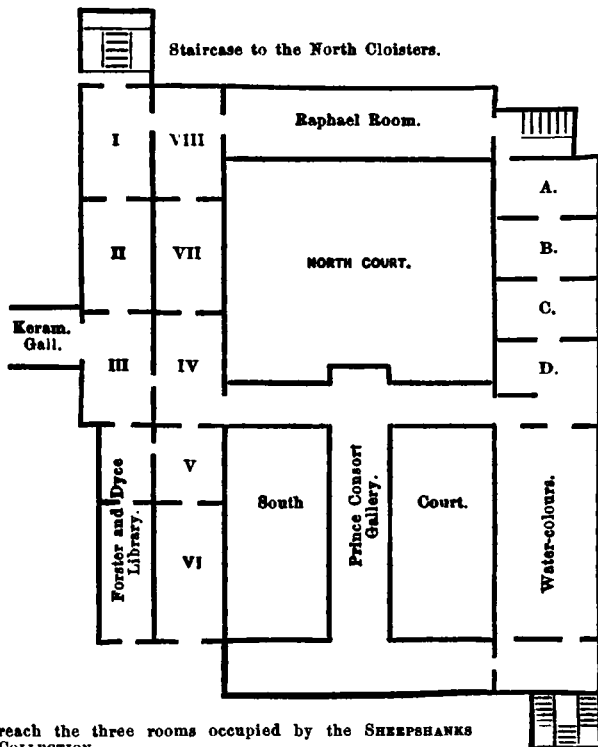 Staircase to the North Cloisters.
Raphael Room.
I
VIII
A.
II
VII
NORTH COURT.
B.
C.
Keram.
Gall.
III
IV
D.
Forster and Dyce
Library.
V
VI
South
Prince Consort
Gallery.
Court.
Water-colours.
reach the three rooms occupied by the SHEEPSHANKS
COLLECTION